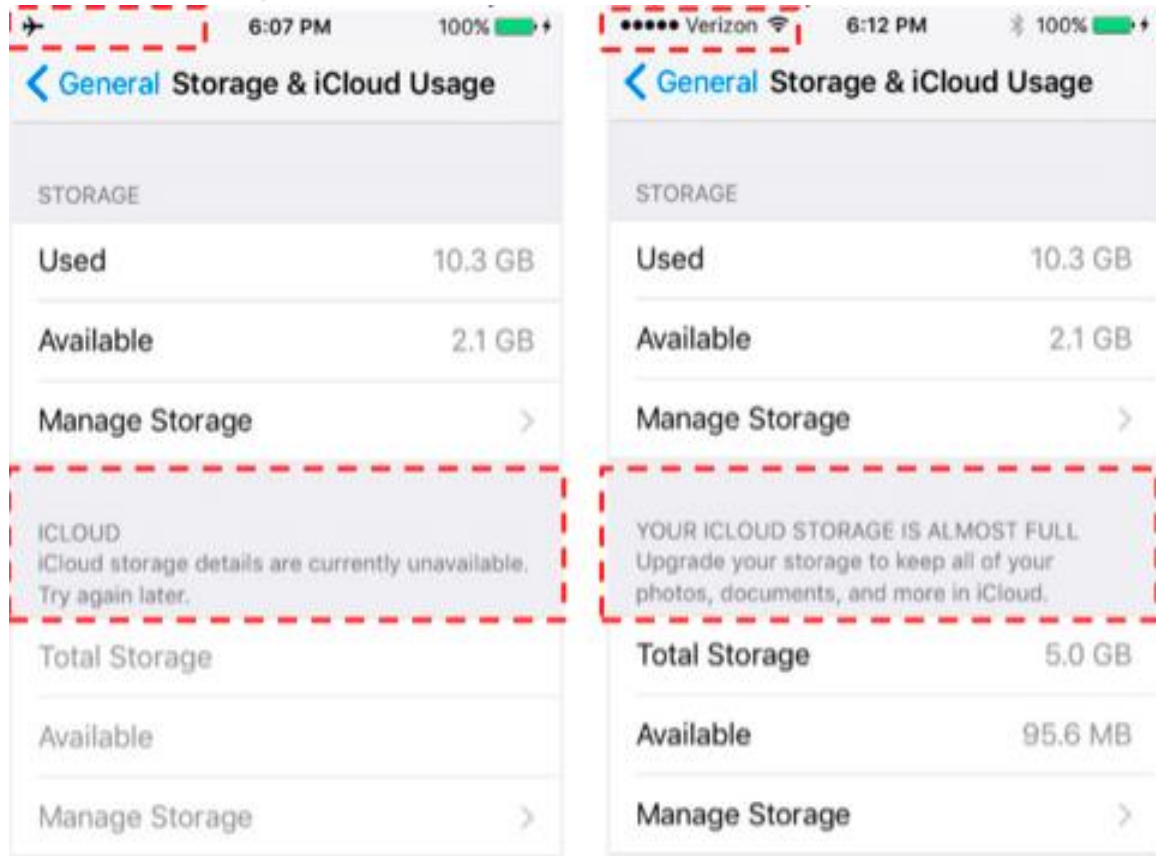 6:07 PM 100%
General Storage & iCloud Usage
STORAGE
Used 10.3 GB
Available 2.1 GB
Manage Storage
ICLOUD
iCloud storage details are currently unavailable.
Try again later.
Total Storage
Available
Manage Storage
Verizon 6:12 PM 100%
General Storage & iCloud Usage
STORAGE
Used 10.3 GB
Available 2.1 GB
Manage Storage
YOUR ICLOUD STORAGE IS ALMOST FULL
Upgrade your storage to keep all of your
photos, documents, and more in iCloud.
Total Storage 5.0 GB
Available 95.6 MB
Manage Storage